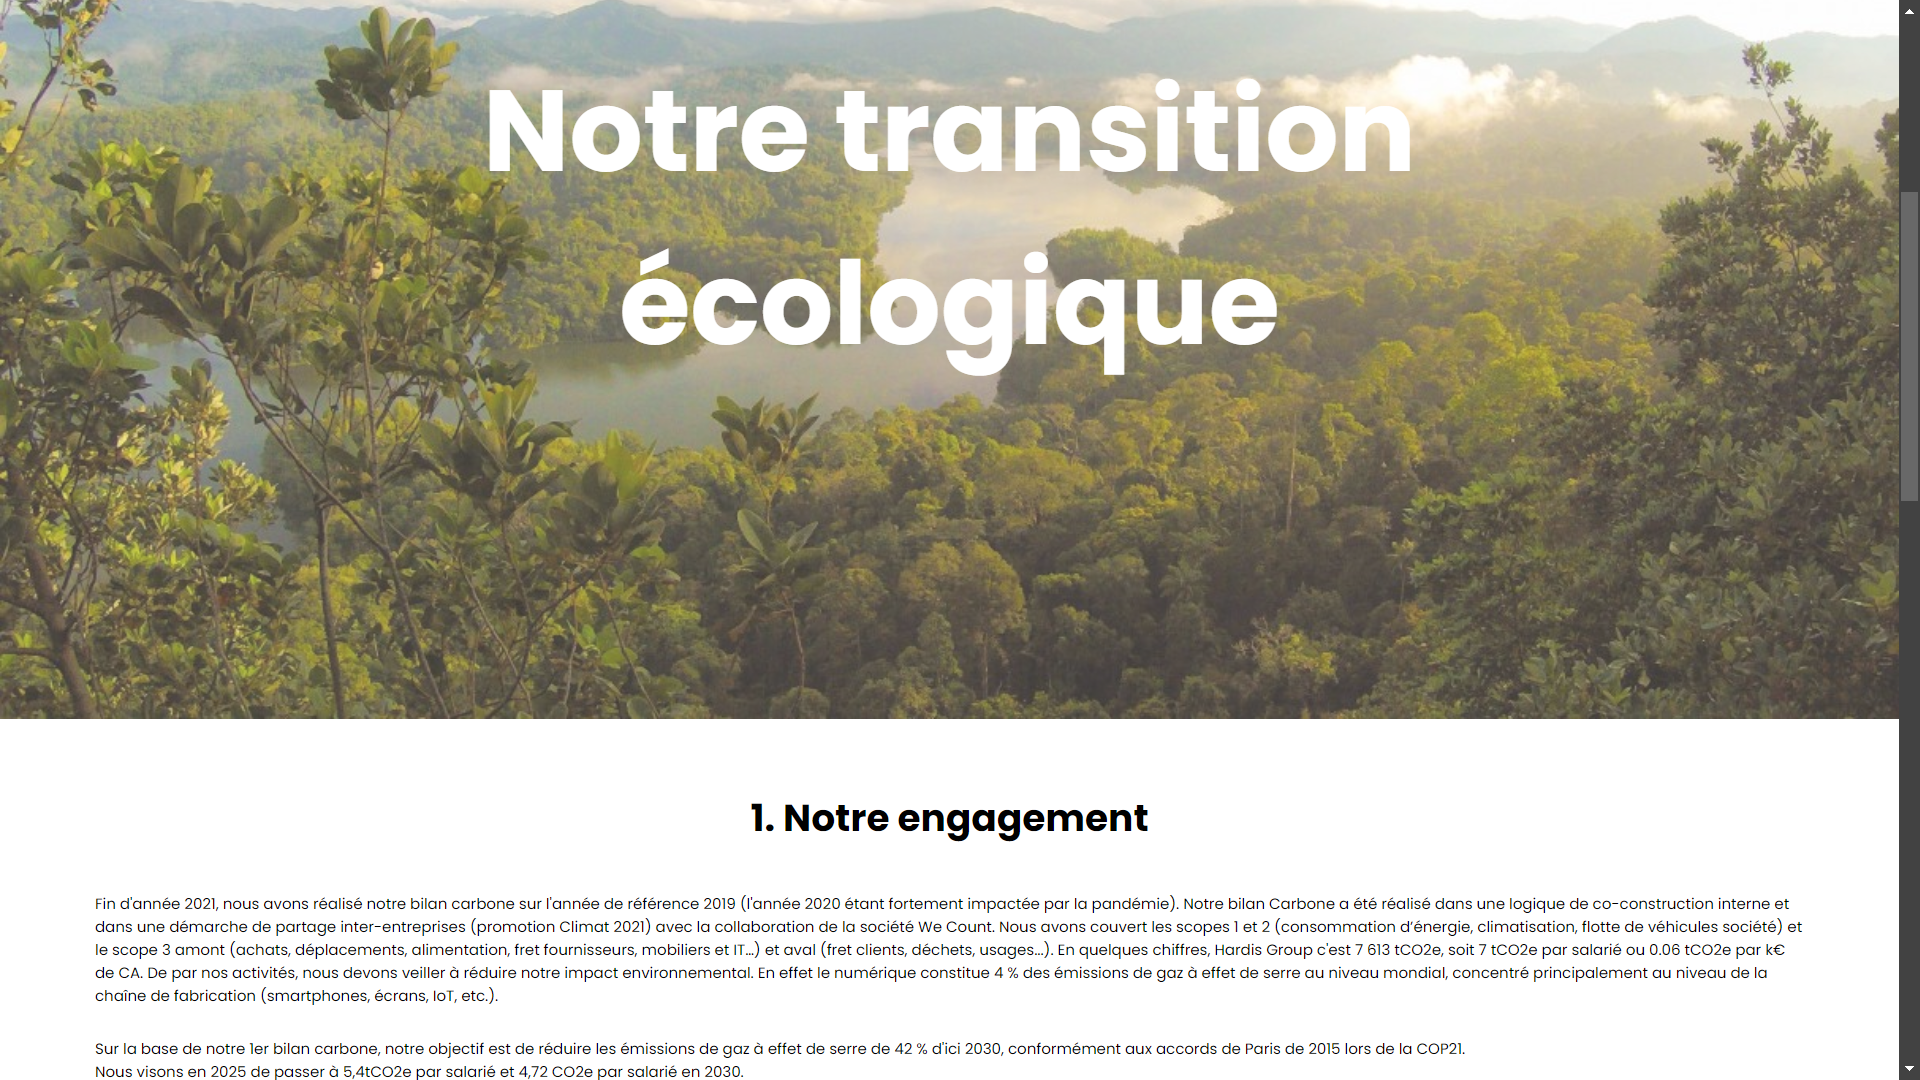 Notre transition
écologique
1. Notre engagement
Fin d'année 2021, nous avons réalisé notre bilan carbone sur l'année de référence 2019 (l'année 2020 étant fortement impactée par la pandémie). Notre bilan Carbone a été réalisé dans une logique de co-construction interne et
dans une démarche de partage inter-entreprises (promotion Climat 2021) avec la collaboration de la société We Count. Nous avons couvert les scopes 1 et 2 (consommation d’énergie, climatisation, flotte de véhicules société) et
le scope 3 amont (achats, déplacements, alimentation, fret fournisseurs, mobiliers et IT…) et aval (fret clients, déchets, usages…). En quelques chiffres, Hardis Group c'est 7 613 tCO2e, soit 7 tCO2e par salarié ou 0.06 tCO2e par k€
de CA. De par nos activités, nous devons veiller à réduire notre impact environnemental. En effet le numérique constitue 4 % des émissions de gaz à effet de serre au niveau mondial, concentré principalement au niveau de la
chaîne de fabrication (smartphones, écrans, IoT, etc.).
Sur la base de notre 1er bilan carbone, notre objectif est de réduire les émissions de gaz à effet de serre de 42 % d'ici 2030, conformément aux accords de Paris de 2015 lors de la COP21.
Nous visons en 2025 de passer à 5,4tCO2e par salarié et 4,72 CO2e par salarié en 2030.